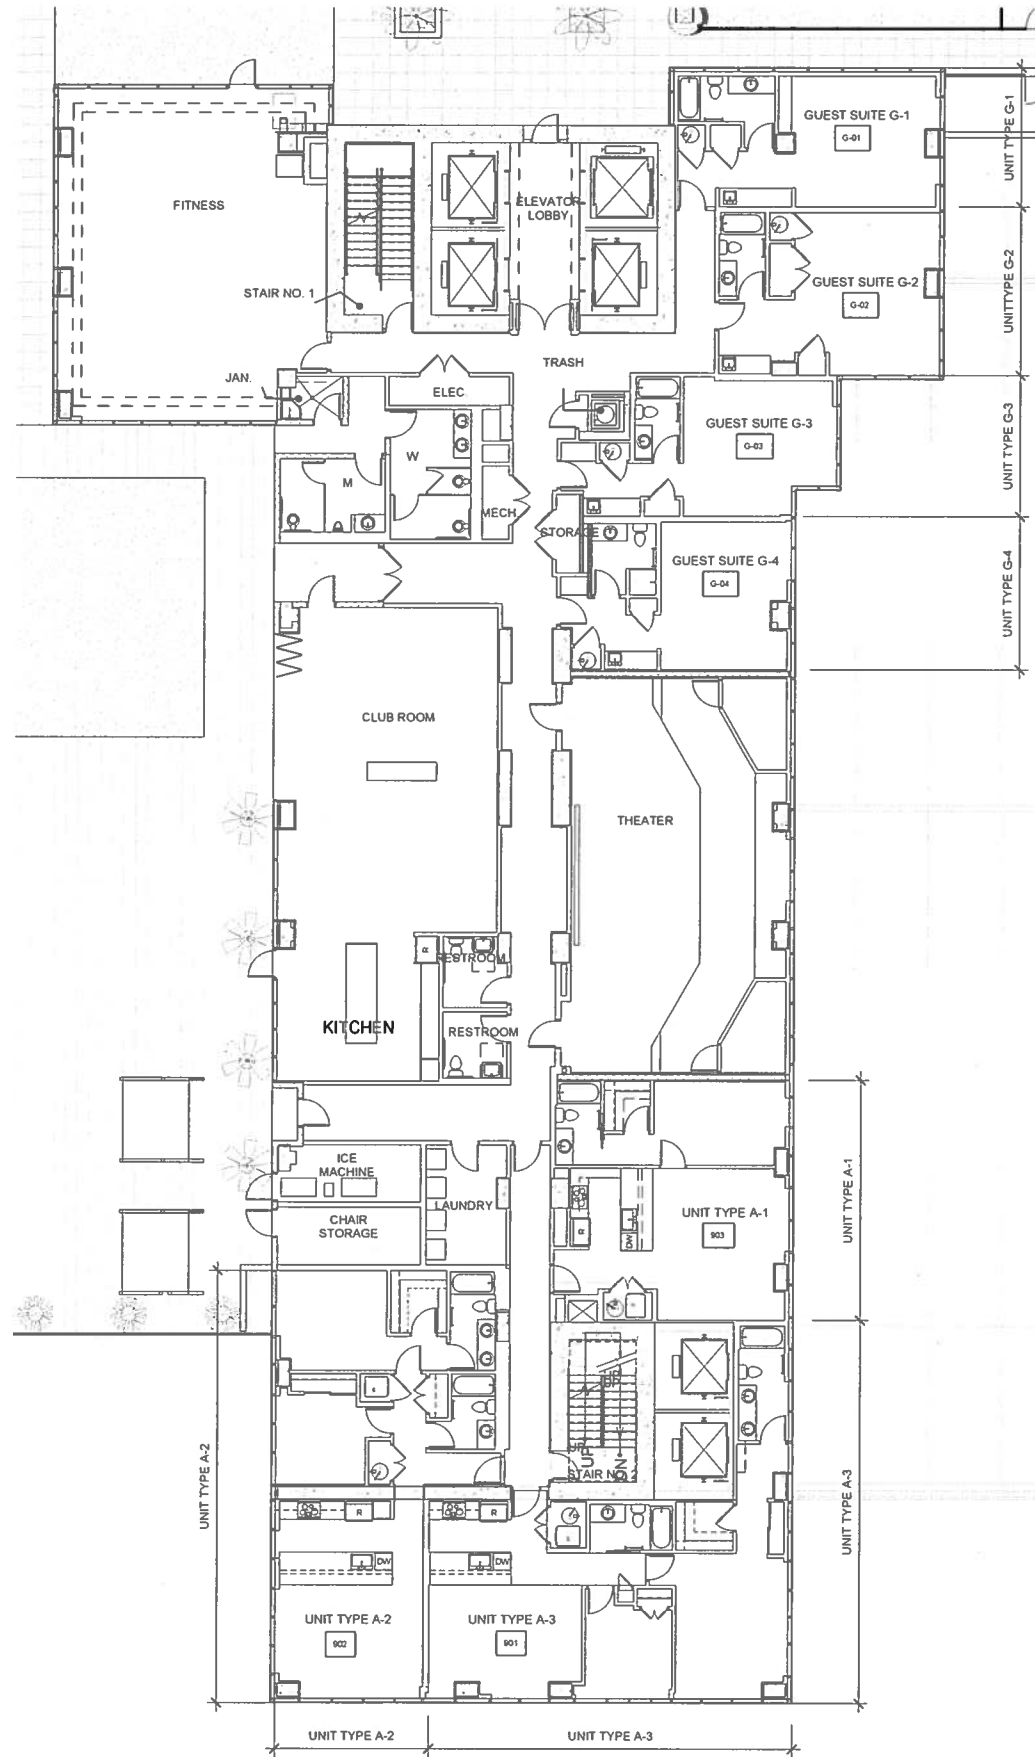 GUEST SUITE G-1
G-01
UNIT TYPE G-1
FITNESS
ELEVATOR
LOBBY
GUEST SUITE G-2
G-02
UNITTYPE G-2
STAIR NO. 1
TRASH
JAN.
ELEC
GUEST SUITE G-3
G-03
UNIT TYPE G-3
W
M
MECH
STORAGE
GUEST SUITE G-4
G-04
UNIT TYPE G-4
CLUB ROOM
THEATER
R
RESTROOM
KITCHEN
RESTROOM
ICE
MACHINE
LAUNDRY
CHAIR
STORAGE
UNIT TYPE A-1
903
R
DW
UNIT TYPE A-1
UP
UP
UP
UP
DN
STAIR NO. 2
UNIT TYPE A-2
UNIT TYPE A-3
R
R
DW
DW
UNIT TYPE A-2
902
UNIT TYPE A-3
901
UNIT TYPE A-2
UNIT TYPE A-3